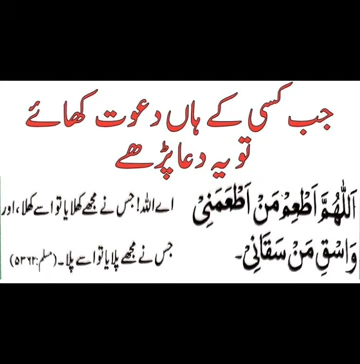 جب کسی کے ہاں دعوت کھائے
تو یہ دعا پڑھے
اَللّٰهُمَّ اَطْعِمْ مَنْ اَطْعَمَنِیْ
وَاسْقِ مَنْ سَقَانِیْ۔
اے اللہ! جس نے مجھے کھلایا تو اسے کھلا، اور
جس نے مجھے پلایا تو اسے پلا۔ (مسلم: ۵۳۶۲)